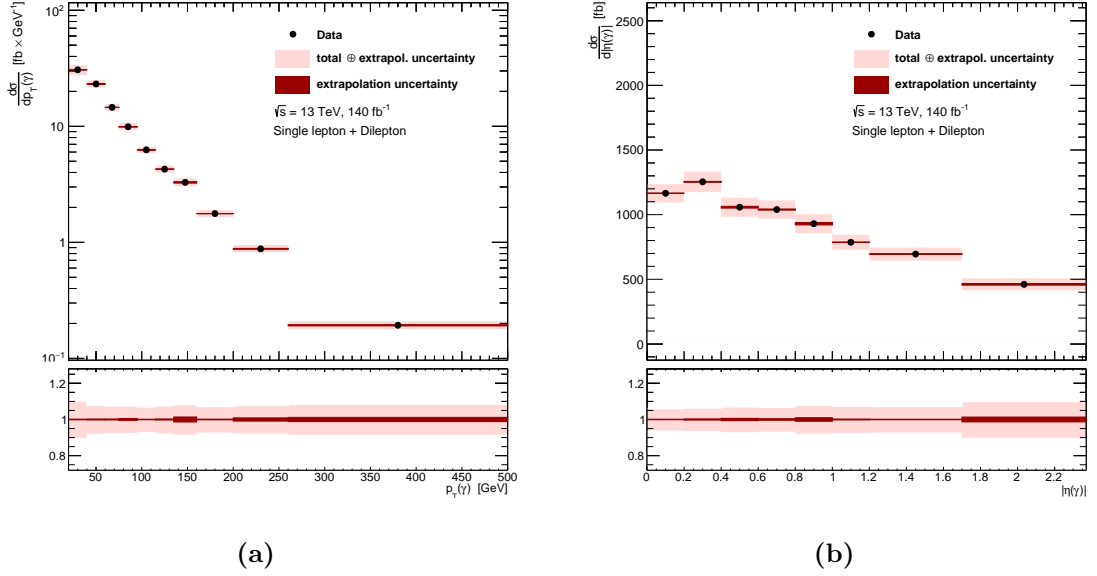 10²
10
1
10⁻¹
dσ/dp_T(γ) [fb × GeV⁻¹]
Data
total ⊕ extrapol. uncertainty
extrapolation uncertainty
√s = 13 TeV, 140 fb⁻¹
Single lepton + Dilepton
1.2
1
0.8
50 100 150 200 250 300 350 400 450 500
p_T(γ) [GeV]
(a)
dσ/d|η(γ)| [fb]
2500
2000
1500
1000
500
0
Data
total ⊕ extrapol. uncertainty
extrapolation uncertainty
√s = 13 TeV, 140 fb⁻¹
Single lepton + Dilepton
1.2
1
0.8
0 0.2 0.4 0.6 0.8 1 1.2 1.4 1.6 1.8 2 2.2
|η(γ)|
(b)